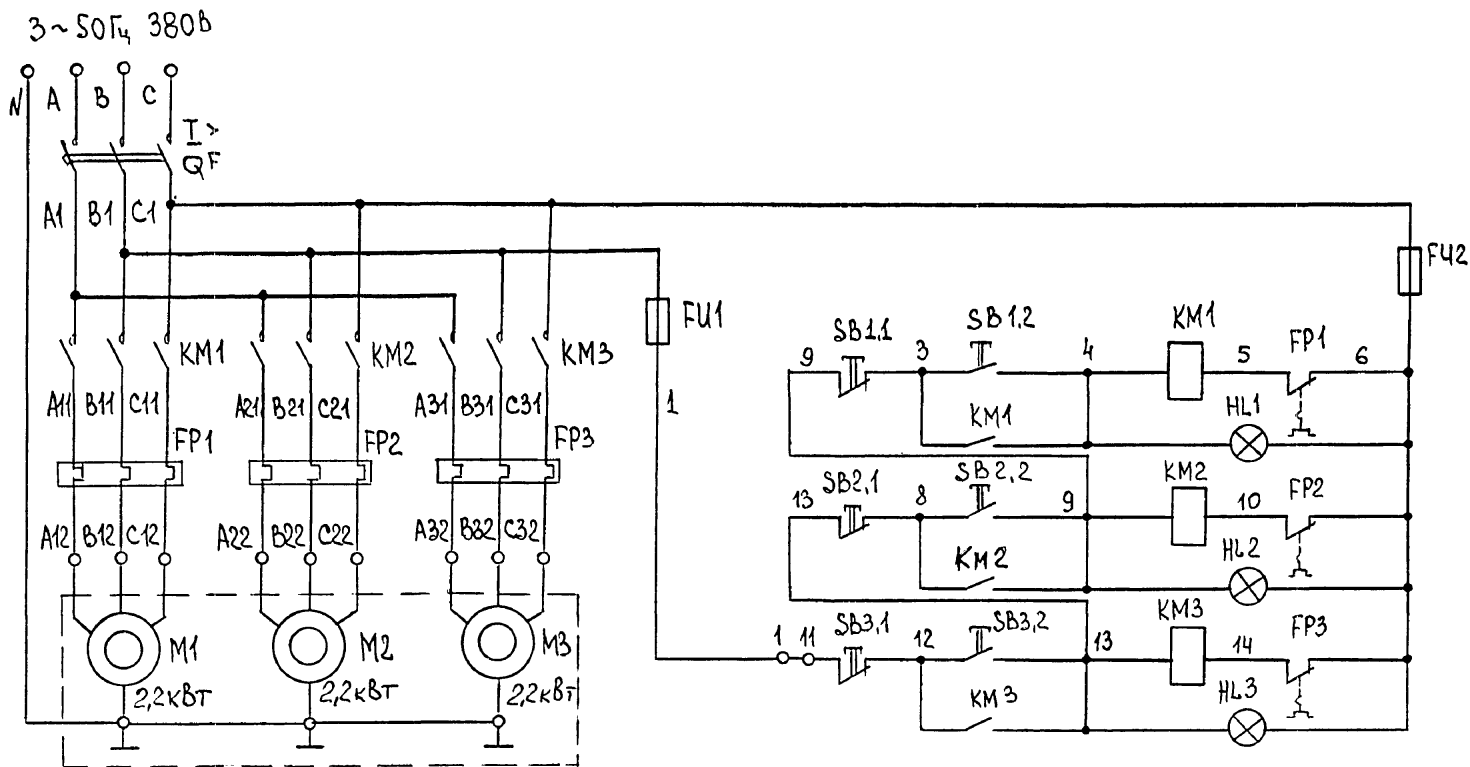 3 ~ 50Гц 380В
N A B C
I >
QF
A1 B1 C1
FU2
FU1
KM1 KM2 KM3
SB1,1 SB1,2 KM1 FP1
9 3 4 5 6
A11 B11 C11 A21 B21 C21 A31 B31 C31 1
KM1 HL1
FP1 FP2 FP3
SB2,1 SB2,2 KM2 FP2
13 8 9 10
A12 B12 C12 A22 B22 C22 A32 B32 C32
KM2 HL2
SB3,1 SB3,2 KM3 FP3
1 11 12 13 14
M1 M2 M3
2,2кВт 2,2кВт 2,2кВт
KM3 HL3